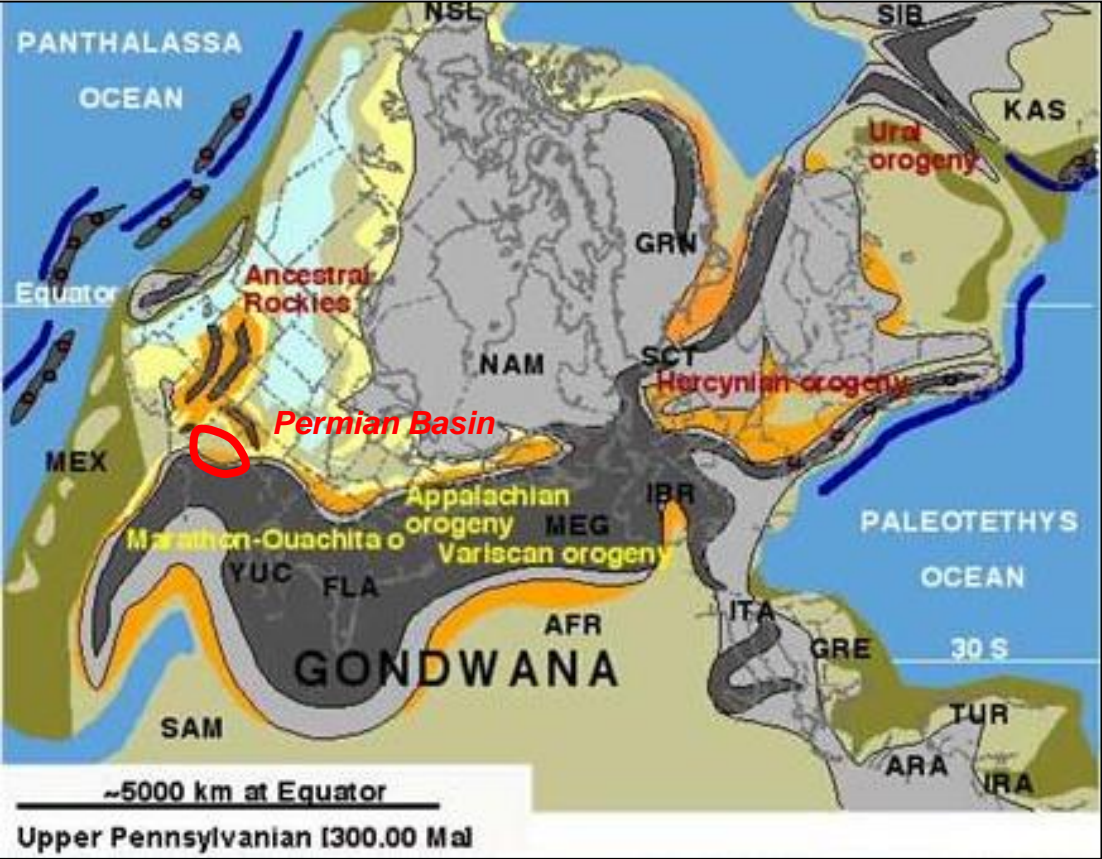 NSL
SIB
PANTHALASSA
OCEAN
KAS
Ural
orogeny
GRN
Ancestral
Rockies
Equator
SCT
NAM
Hercynian orogeny
Permian Basin
MEX
IBR
Appalachian
orogeny
MEG
PALEOTETHYS
OCEAN
Marathon-Ouachita o
Variscan orogeny
YUC
FLA
ITA
AFR
GRE
30 S
GONDWANA
SAM
TUR
ARA
IRA
~5000 km at Equator
Upper Pennsylvanian [300.00 Ma]